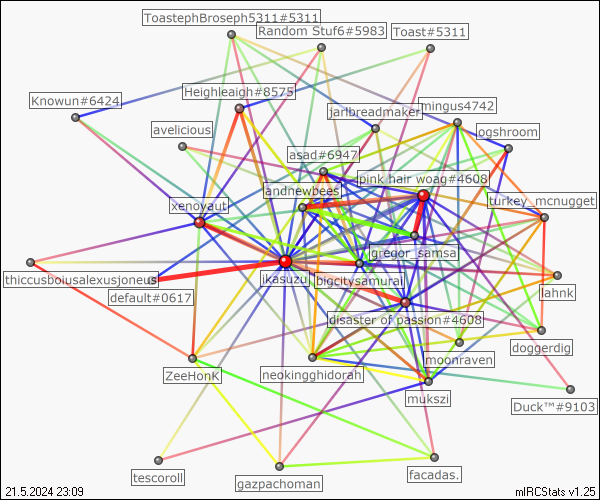 ToastephBroseph5311#5311
Random Stuf6#5983
Toast#5311
Heighleaigh#8575
Knowun#6424
jarlbreadmaker
mingus4742
avelicious
ogshroom
asad#6947
pink hair woag#4608
andnewbees
turkey_mcnugget
xenoyaut
gregor_samsa
thiccusboiusalexusjoneus
ikasuzu
bigcitysamurai
lahnk
default#0617
disaster of passion#4608
doggerdig
moonraven
ZeeHonK
neokingghidorah
mukszi
Duck™#9103
tescoroll
gazpachoman
facadas.
21.5.2024 23:09
mIRCStats v1.25